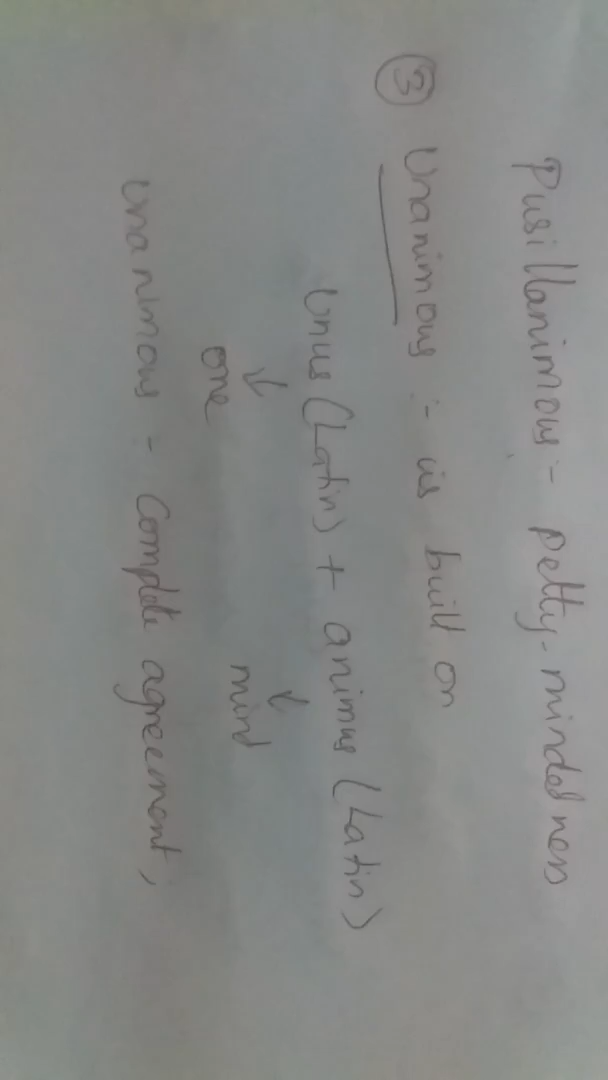 Pusillanimous :- Petty-mindedness
③ Unanimous :- is built on
Unus (Latin) + animus (Latin)
↓ ↓
one mind
Unanimous - Complete agreement,